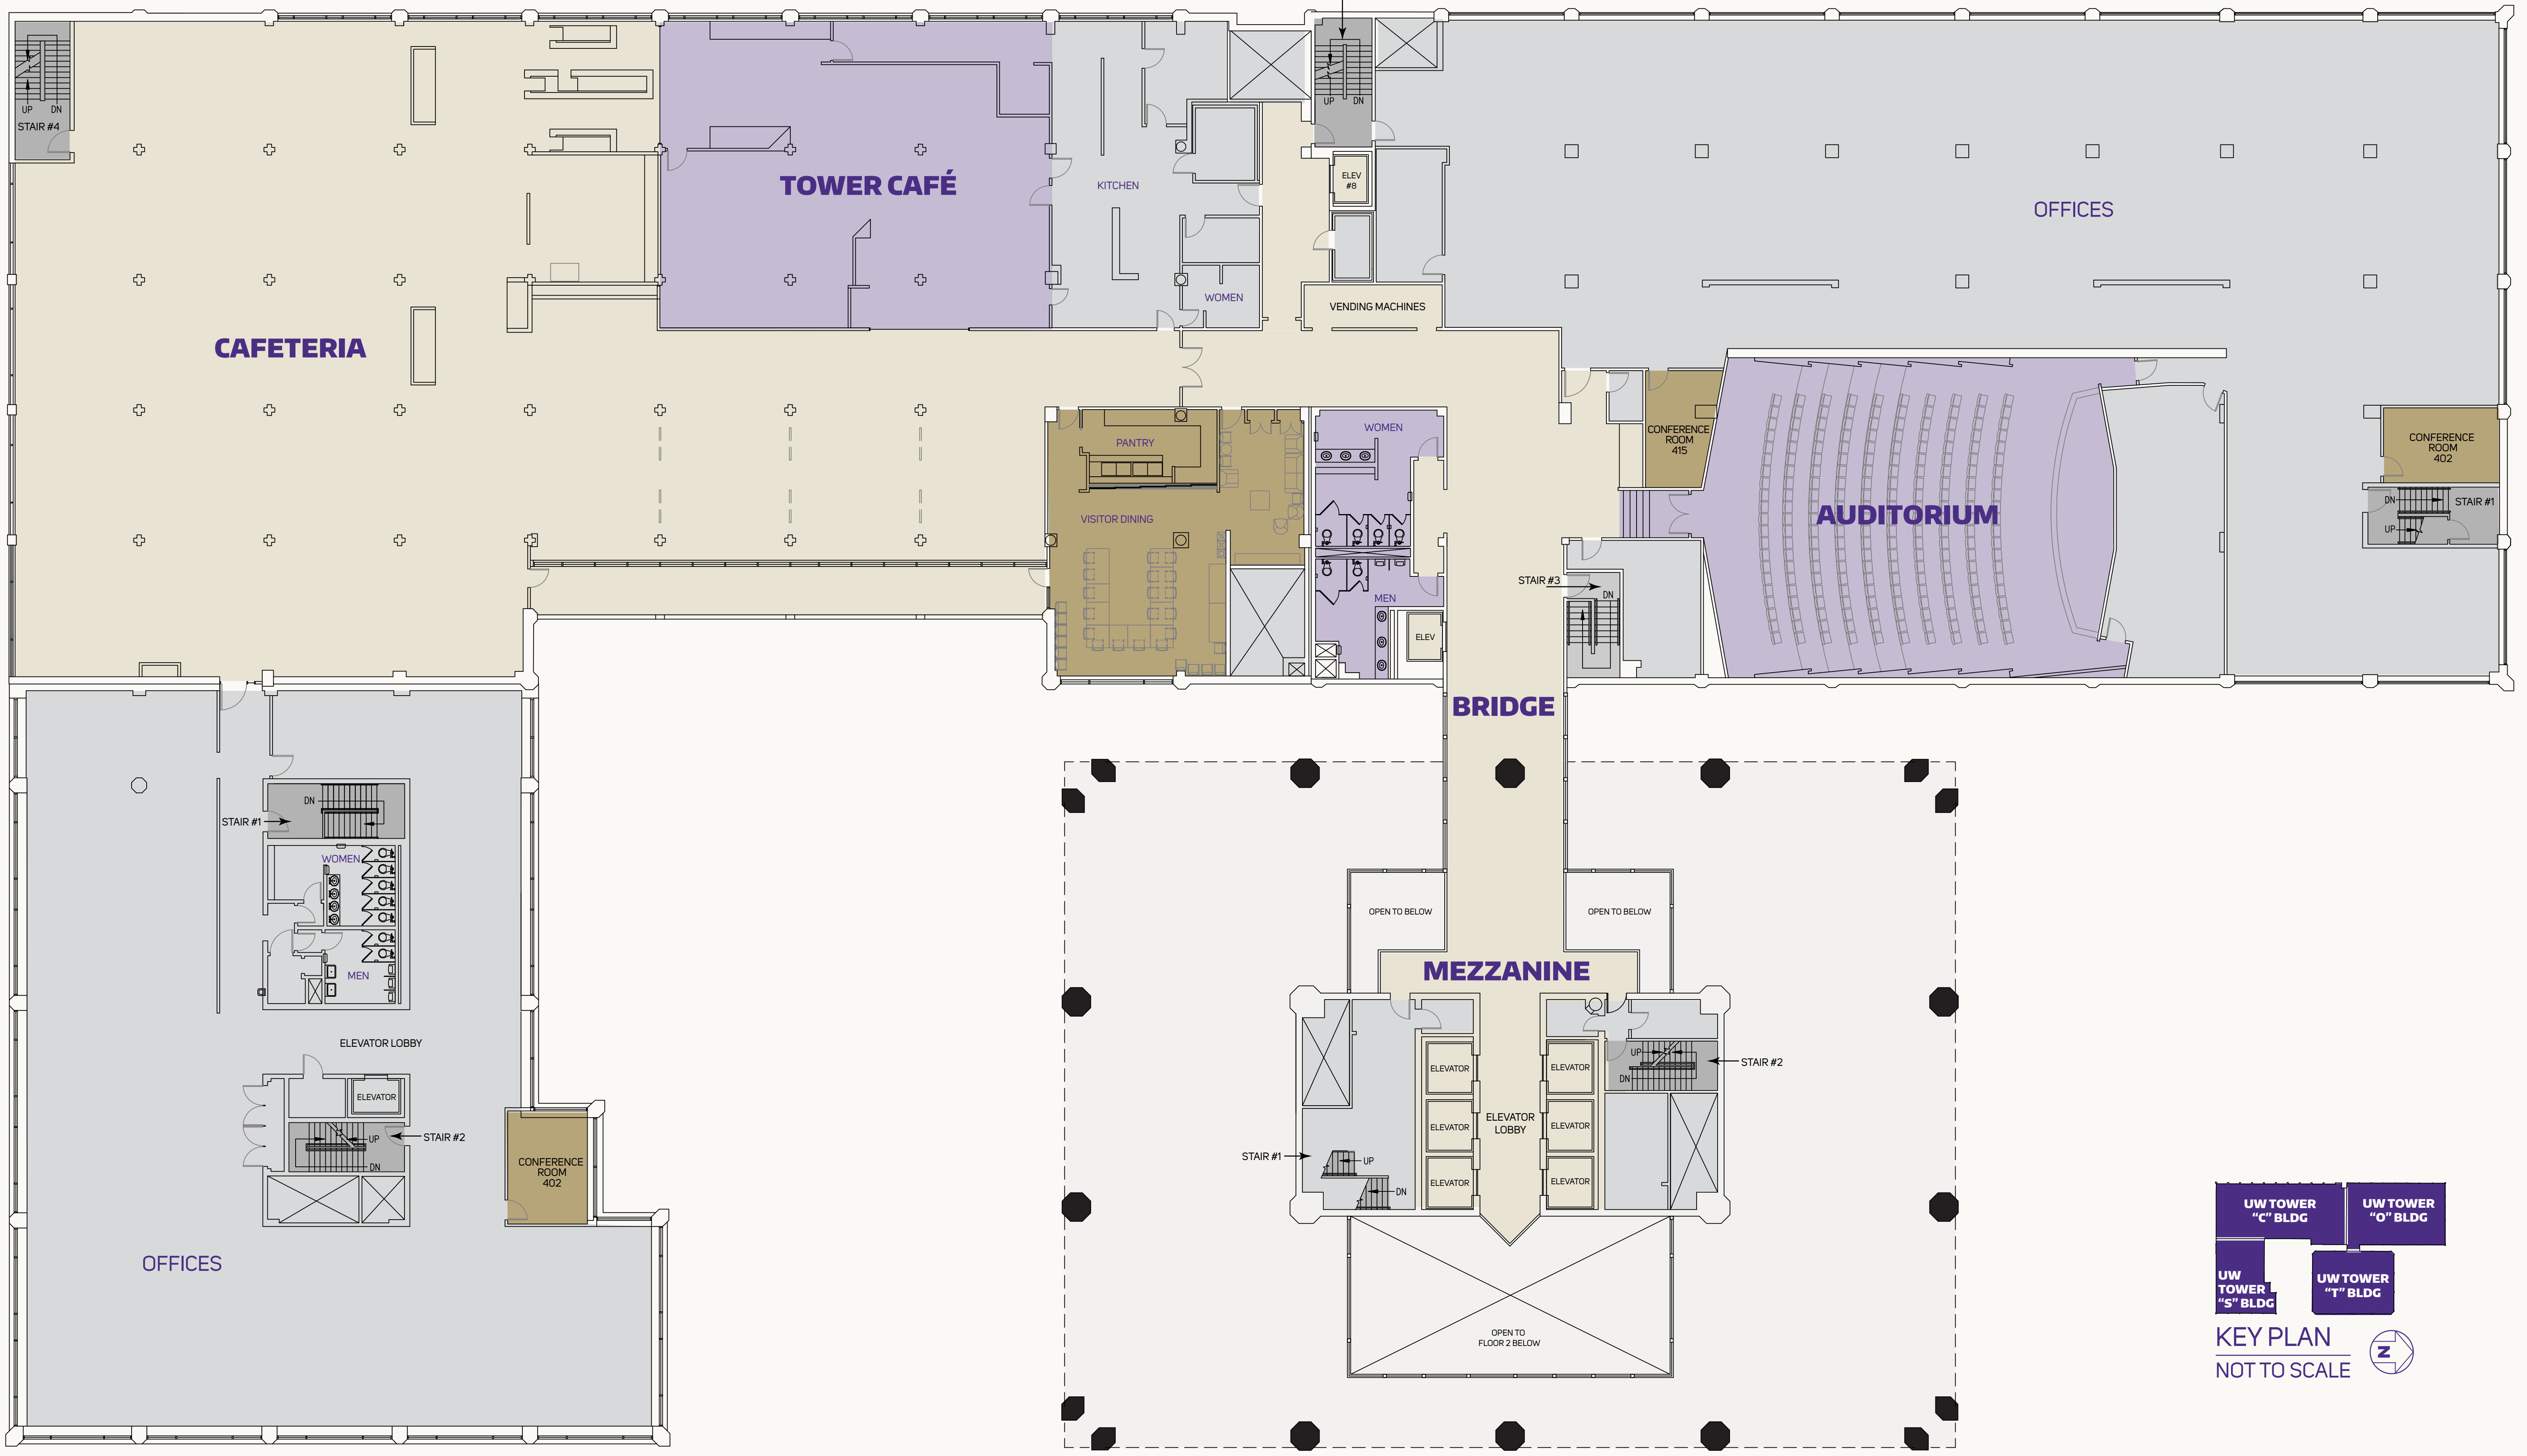 UP
DN
STAIR #4
CAFETERIA
TOWER CAFÉ
KITCHEN
WOMEN
UP
DN
ELEV
#8
VENDING MACHINES
OFFICES
PANTRY
VISITOR DINING
WOMEN
MEN
ELEV
CONFERENCE
ROOM
415
AUDITORIUM
CONFERENCE
ROOM
402
DN
STAIR #1
UP
STAIR #3
DN
BRIDGE
OPEN TO BELOW
OPEN TO BELOW
MEZZANINE
DN
STAIR #1
WOMEN
MEN
ELEVATOR LOBBY
ELEVATOR
UP
STAIR #2
DN
CONFERENCE
ROOM
402
OFFICES
ELEVATOR
ELEVATOR
ELEVATOR
ELEVATOR
LOBBY
ELEVATOR
ELEVATOR
ELEVATOR
UP
DN
STAIR #2
STAIR #1
UP
DN
OPEN TO
FLOOR 2 BELOW
UW TOWER
“C” BLDG
UW TOWER
“O” BLDG
UW
TOWER
“S” BLDG
UW TOWER
“T” BLDG
KEY PLAN
NOT TO SCALE
N